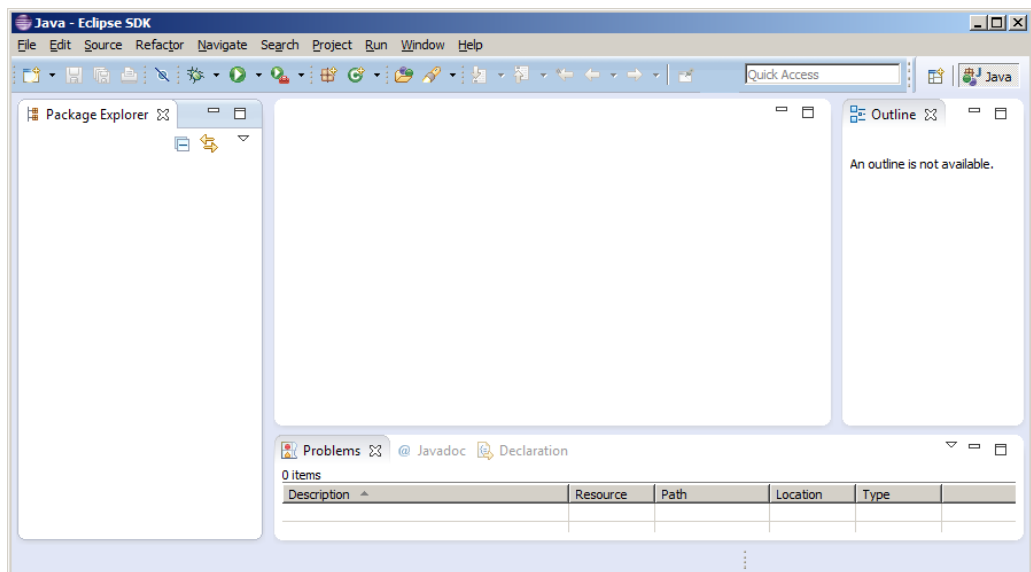 Java - Eclipse SDK
File Edit Source Refactor Navigate Search Project Run Window Help
Quick Access
Java
Package Explorer
Outline
An outline is not available.
Problems @ Javadoc Declaration
0 items
Description Resource Path Location Type